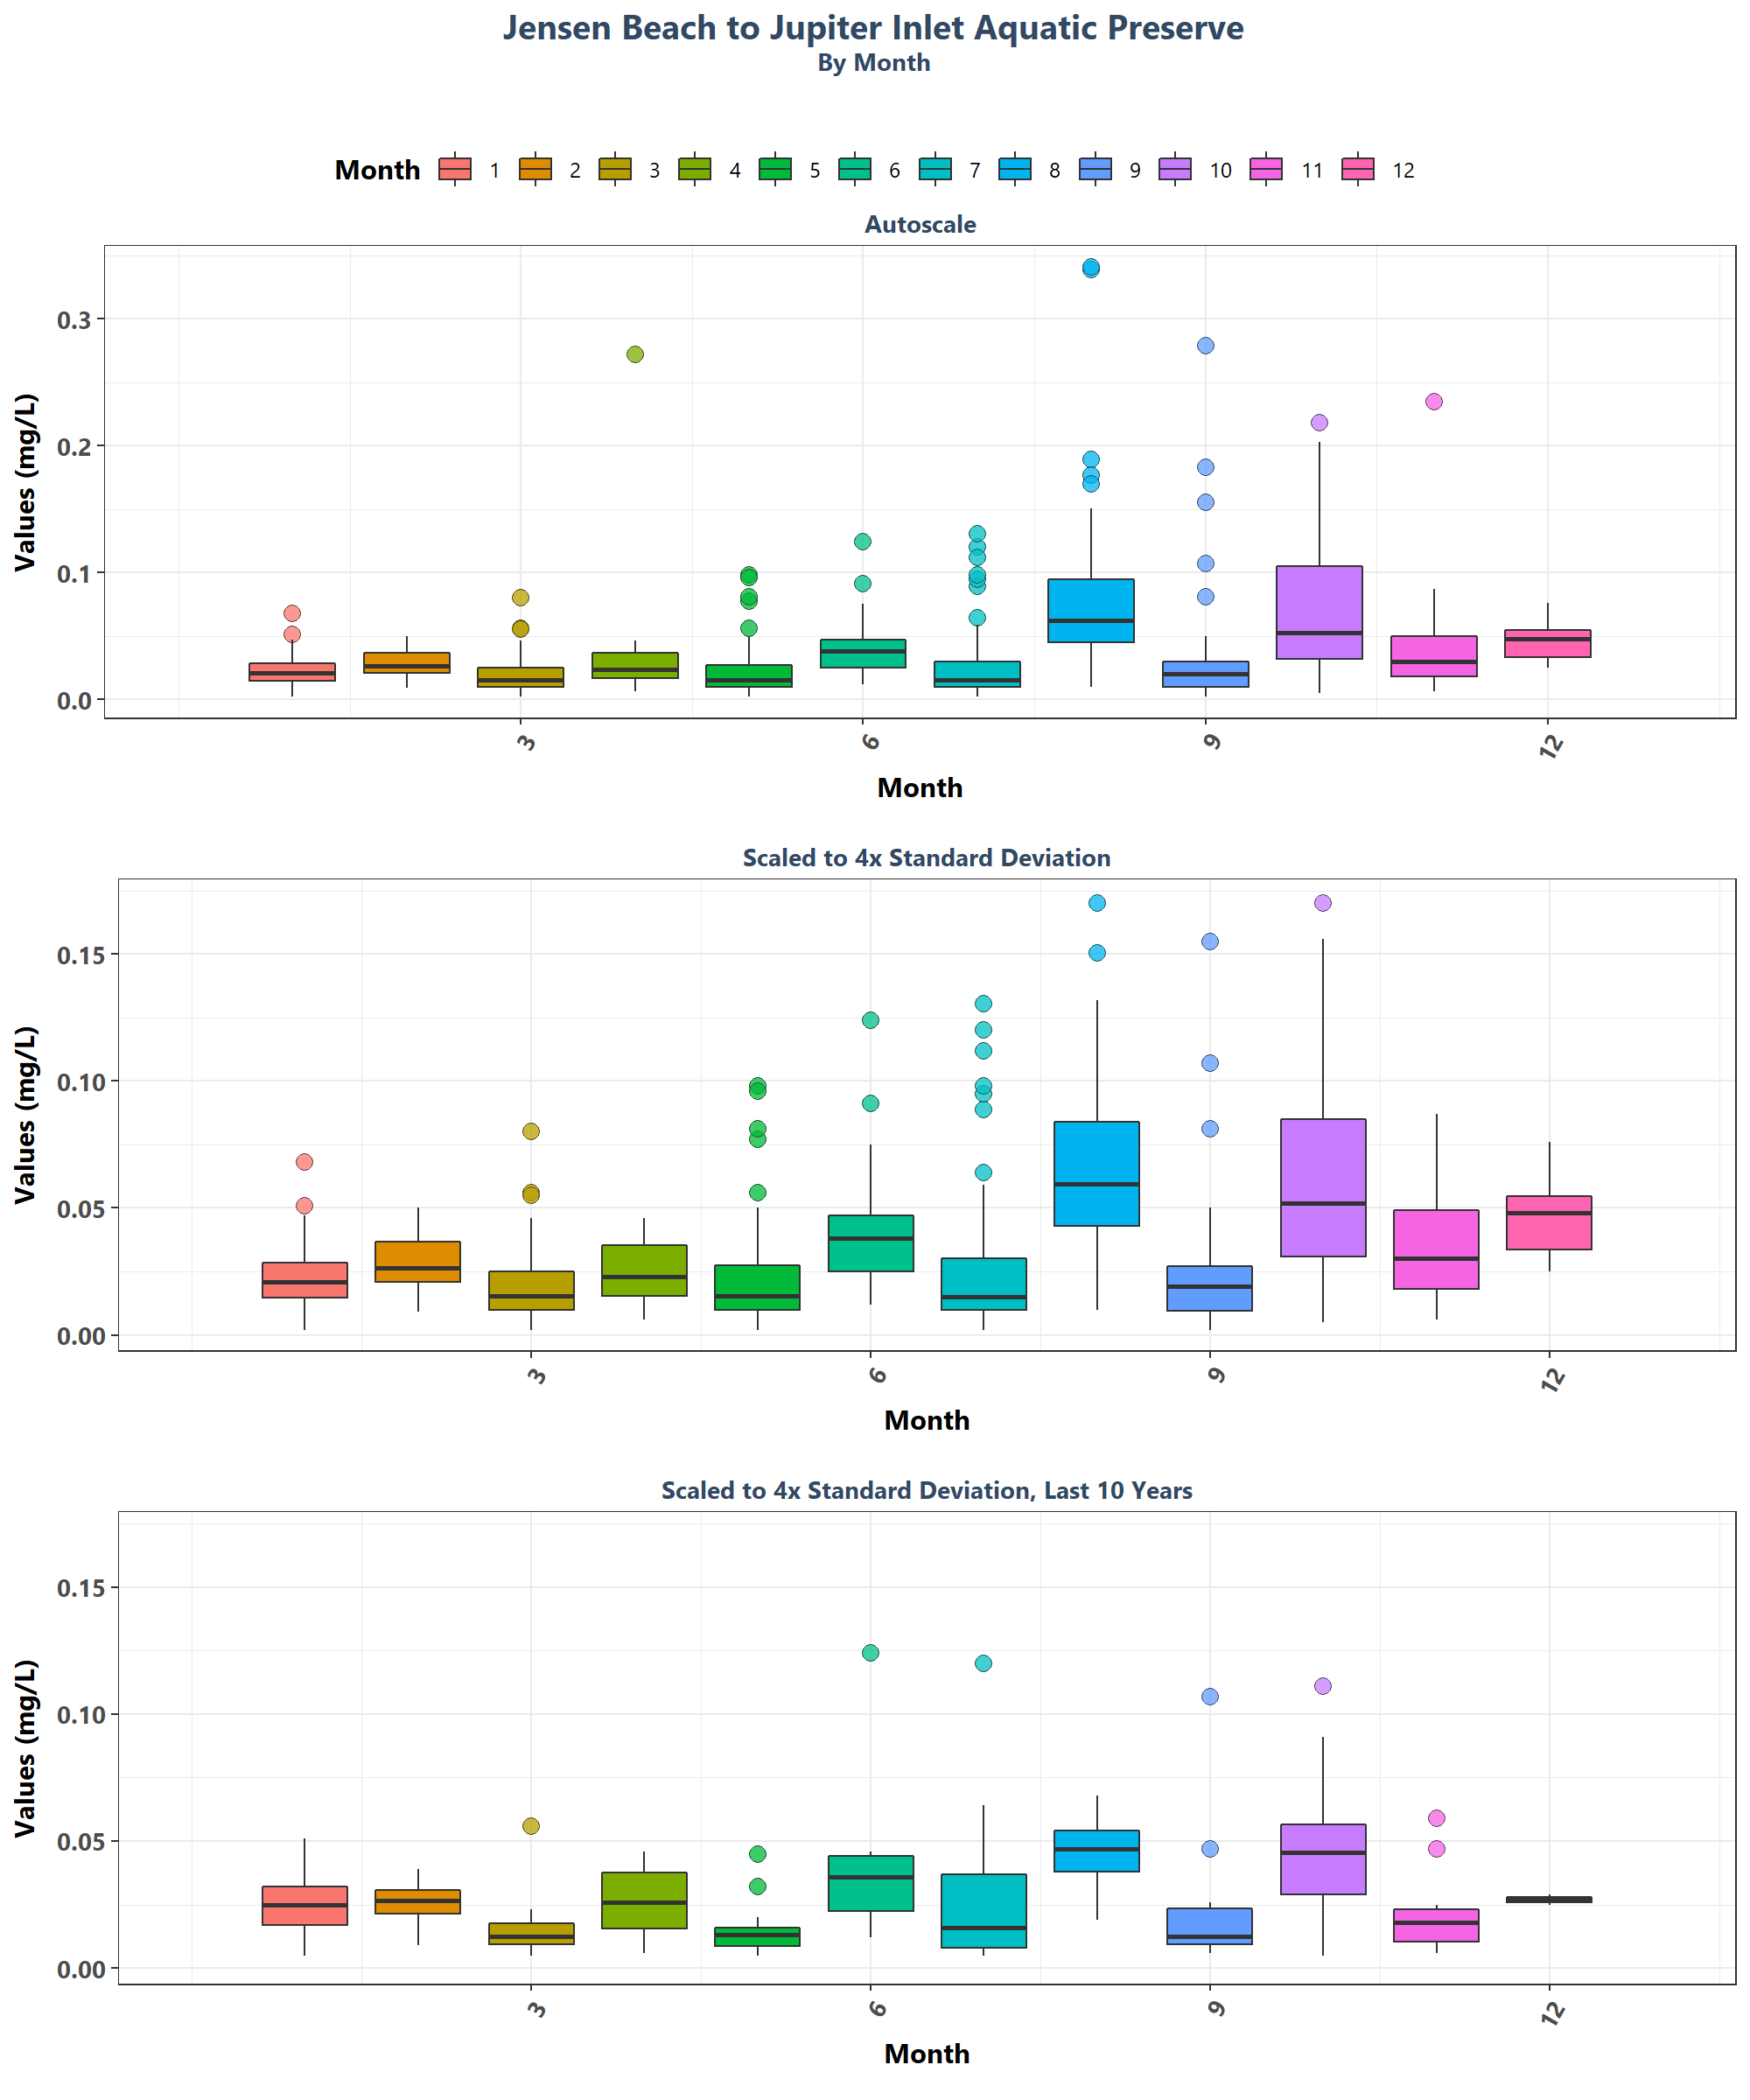 Jensen Beach to Jupiter Inlet Aquatic Preserve
By Month
Month 1 2 3 4 5 6 7 8 9 10 11 12
Autoscale
Values (mg/L)
0.3
0.2
0.1
0.0
3 6 9 12
Month
Scaled to 4x Standard Deviation
Values (mg/L)
0.15
0.10
0.05
0.00
3 6 9 12
Month
Scaled to 4x Standard Deviation, Last 10 Years
Values (mg/L)
0.15
0.10
0.05
0.00
3 6 9 12
Month